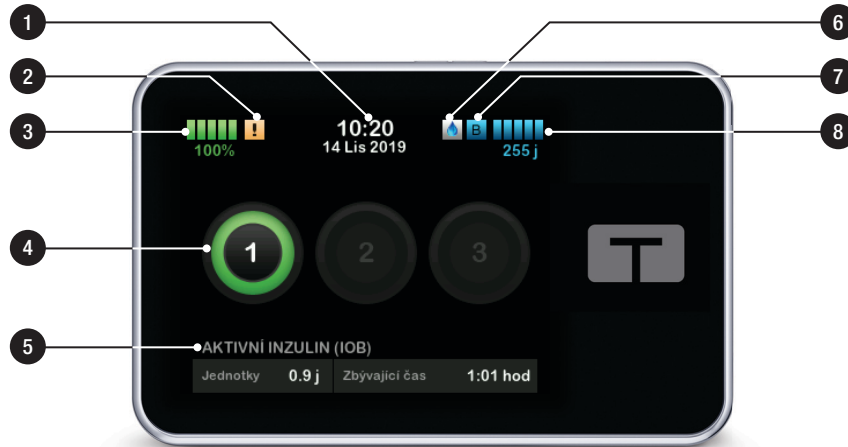 1
2
3
4
5
6
7
8
!
10:20
B
100%
14 Lis 2019
255 j
1
2
3
T
AKTIVNÍ INZULIN (IOB)
Jednotky 0.9 j Zbývající čas 1:01 hod